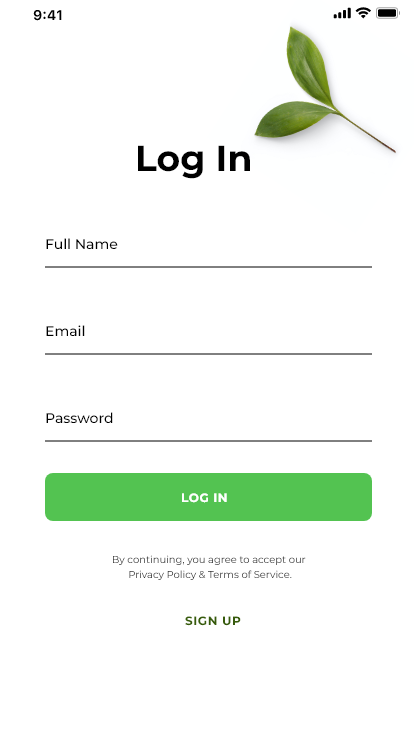 9:41
Log In
Full Name
Email
Password
LOG IN
By continuing, you agree to accept our
Privacy Policy & Terms of Service.
SIGN UP